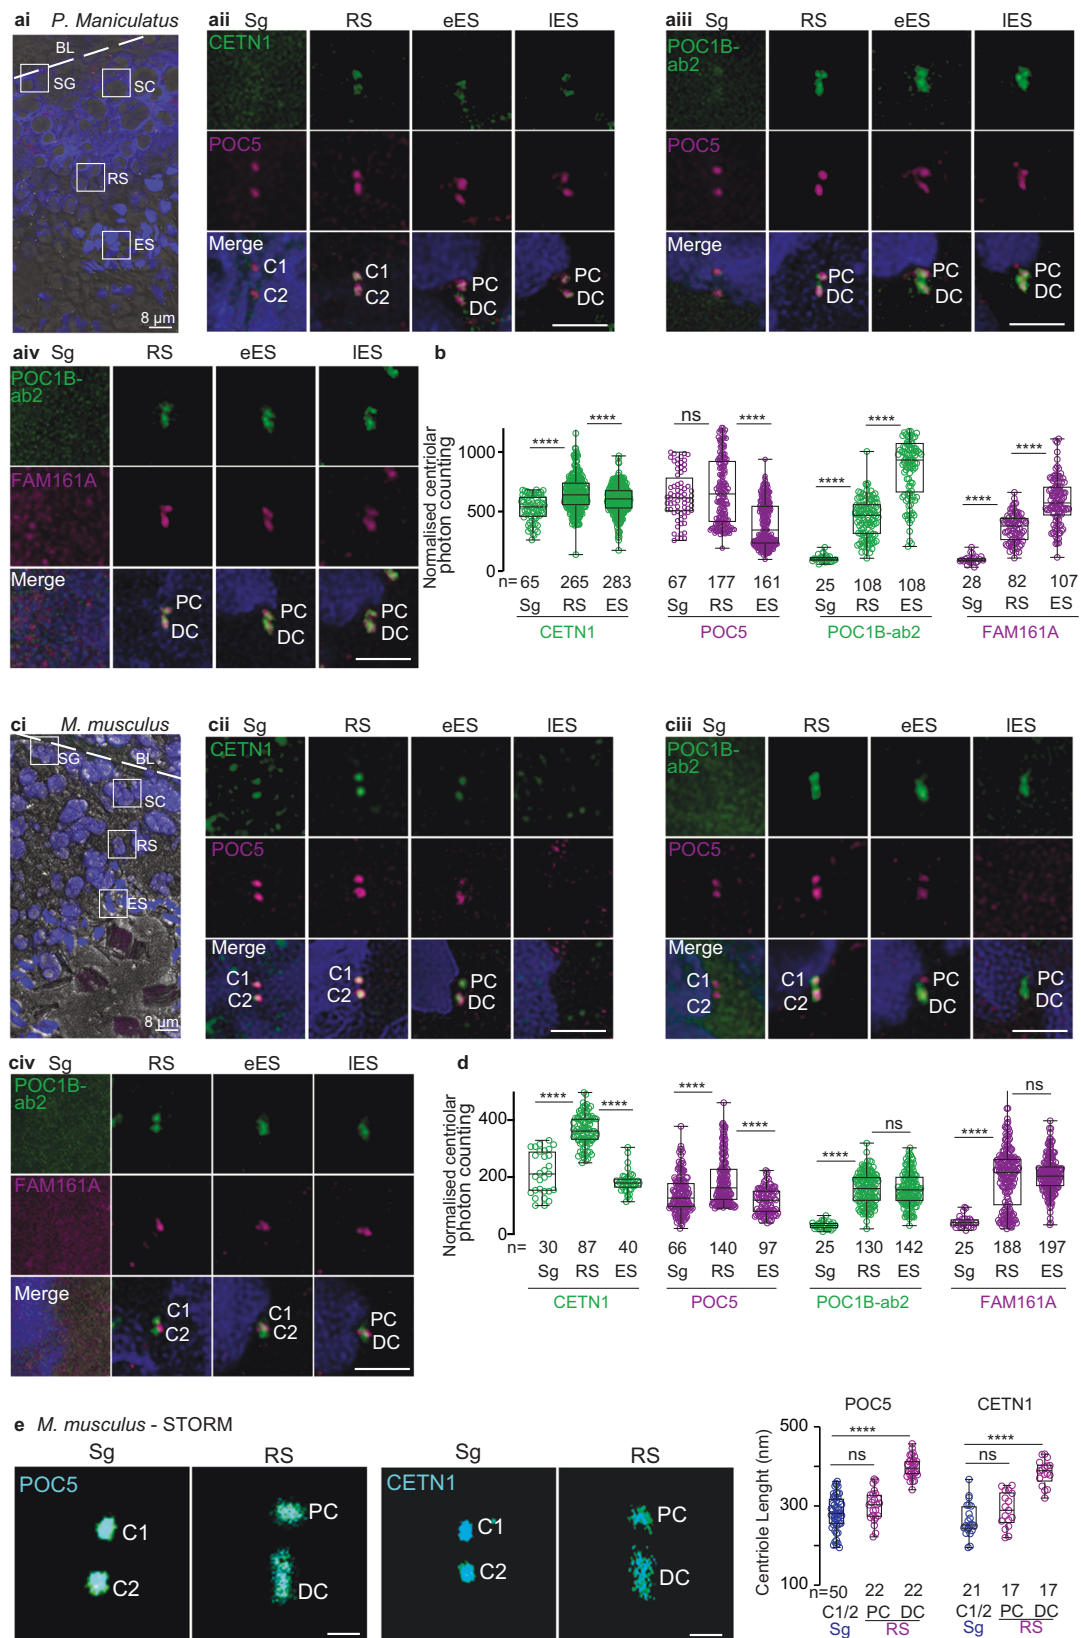 ai P. Maniculatus
BL
SG
SC
RS
ES
8 µm
aii Sg RS eES lES
CETN1
POC5
Merge
C1
C2
C1
C2
PC
DC
PC
DC
aiii Sg RS eES lES
POC1B-
ab2
POC5
Merge
PC
DC
PC
DC
PC
DC
aiv Sg RS eES lES
POC1B-
ab2
FAM161A
Merge
PC
DC
PC
DC
PC
DC
b
Normalised centriolar
photon counting
1000
500
0
**** ****
ns ****
**** ****
**** ****
n= 65 265 283 67 177 161 25 108 108 28 82 107
Sg RS ES Sg RS ES Sg RS ES Sg RS ES
CETN1 POC5 POC1B-ab2 FAM161A
ci M. musculus
SG
BL
SC
RS
ES
8 µm
cii Sg RS eES lES
CETN1
POC5
Merge
C1
C2
C1
C2
PC
DC
ciii Sg RS eES lES
POC1B-
ab2
POC5
Merge
C1
C2
C1
C2
PC
DC
PC
DC
civ Sg RS eES lES
POC1B-
ab2
FAM161A
Merge
C1
C2
C1
C2
PC
DC
d
Normalised centriolar
photon counting
400
200
0
**** ****
**** ****
**** ns
**** ns
n= 30 87 40 66 140 97 25 130 142 25 188 197
Sg RS ES Sg RS ES Sg RS ES Sg RS ES
CETN1 POC5 POC1B-ab2 FAM161A
e M. musculus - STORM
Sg RS
POC5
C1
C2
PC
DC
Sg RS
CETN1
C1
C2
PC
DC
POC5 CETN1
Centriole Lenght (nm)
500
300
100
**** ns
**** ns
n=50 22 22 21 17 17
C1/2 PC DC C1/2 PC DC
Sg RS Sg RS